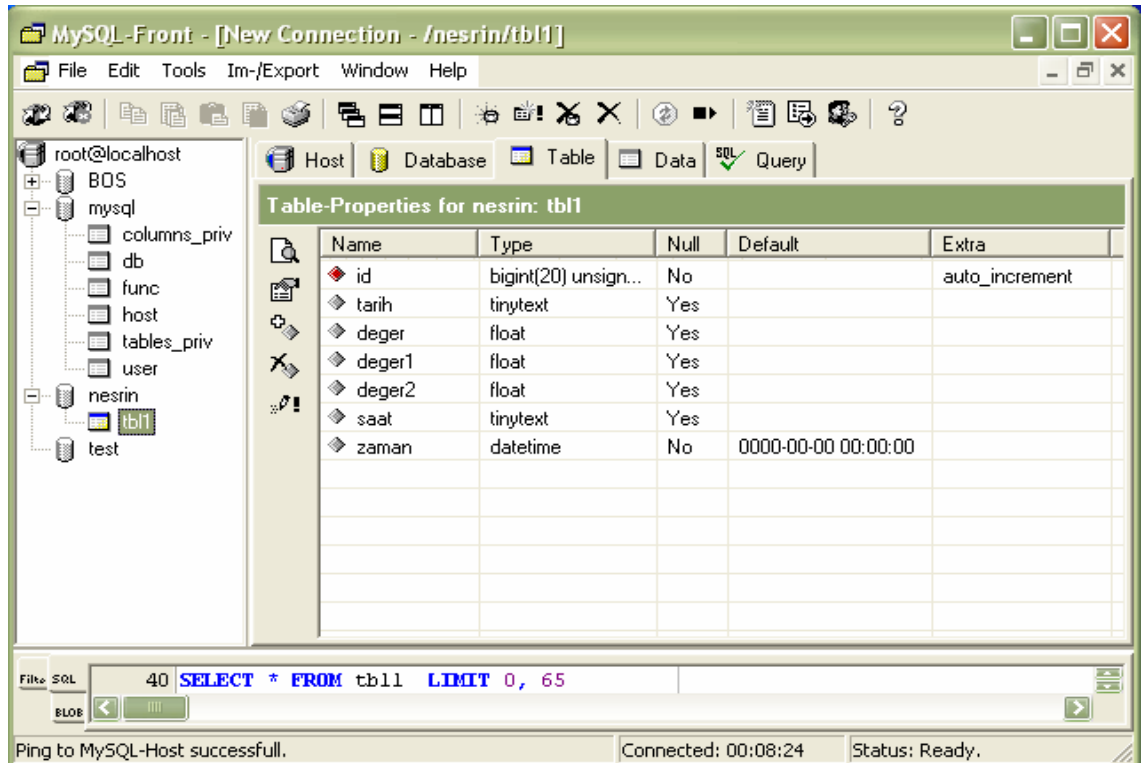 MySQL-Front - [New Connection - /nesrin/tbl1]
File Edit Tools Im-/Export Window Help
root@localhost
BOS
mysql
columns_priv
db
func
host
tables_priv
user
nesrin
tbl1
test
Host Database Table Data SQL Query
Table-Properties for nesrin: tbl1
Name Type Null Default Extra
id bigint(20) unsign... No auto_increment
tarih tinytext Yes
deger float Yes
deger1 float Yes
deger2 float Yes
saat tinytext Yes
zaman datetime No 0000-00-00 00:00:00
Filte SQL
BLOB
40 SELECT * FROM tbl1 LIMIT 0, 65
Ping to MySQL-Host successfull. Connected: 00:08:24 Status: Ready.